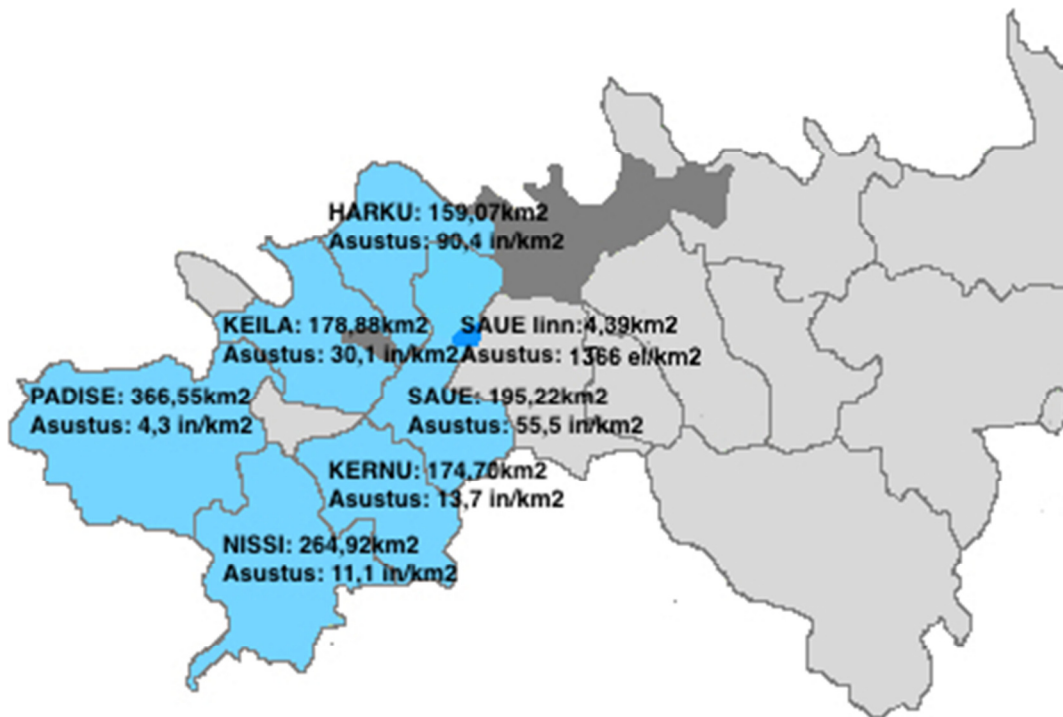 HARKU: 159,07km2
Asustus: 90,4 in/km2
KEILA: 178,88km2
Asustus: 30,1 in/km2
SAUE linn:4,39km2
Asustus: 1366 el/km2
PADISE: 366,55km2
Asustus: 4,3 in/km2
SAUE: 195,22km2
Asustus: 55,5 in/km2
KERNU: 174,70km2
Asustus: 13,7 in/km2
NISSI: 264,92km2
Asustus: 11,1 in/km2